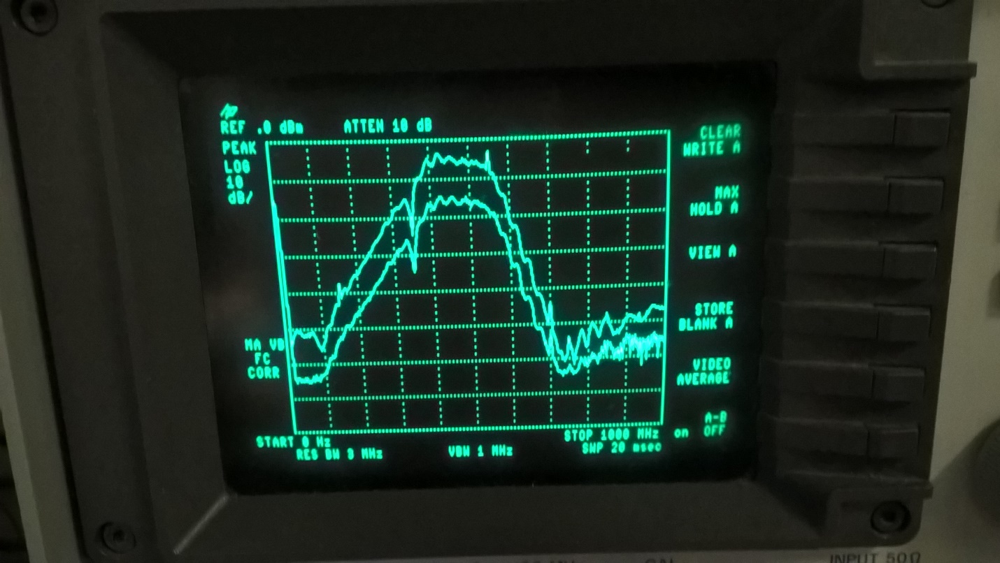 hp
REF .0 dBm ATTEN 10 dB
PEAK
LOG
10
dB/
MA VB
FC
CORR
START 0 Hz STOP 1000 MHz
RES BW 3 MHz VBW 1 MHz SWP 20 msec
CLEAR
WRITE A
MAX
HOLD A
VIEW A
STORE
BLANK A
VIDEO
AVERAGE
A-B
on OFF
INPUT 50Ω